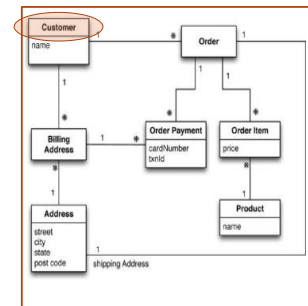 Customer
name
1
*
Order
1
1
1
1
*
*
*
Billing
Address
1
*
Order Payment
cardNumber
txnId
Order Item
price
*
*
1
1
Product
name
Address
street
city
state
post code
1
shipping Address